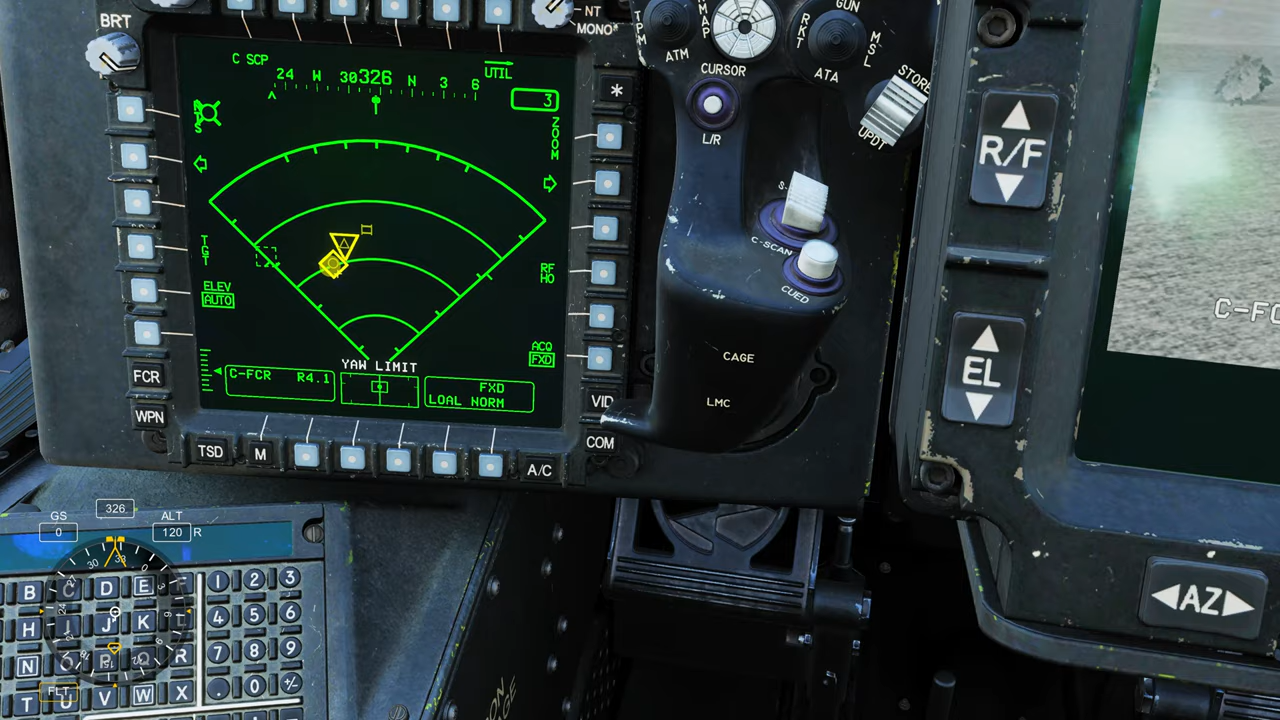 BRT
NT
MONO
C SCP
24 W 30 326 N 3 6
UTIL
3
ZOOM
TGT
ELEV
AUTO
RF
HO
ACQ
FXD
YAW LIMIT
C-FCR R4.1
FXD
LOAL NORM
FCR
WPN
TSD
M
A/C
VID
COM
*
ATM
GUN
RKT
MSL
ATA
CURSOR
L/R
STORE
UPDT
C-SCAN
CUED
CAGE
LMC
R/F
EL
AZ
C-FC
GS
0
326
ALT
120 R
30 33
FLT
B C D E
H I J K
N
R
T U V W X
1 2 3
4 5 6
7 8 9
. 0 +/-